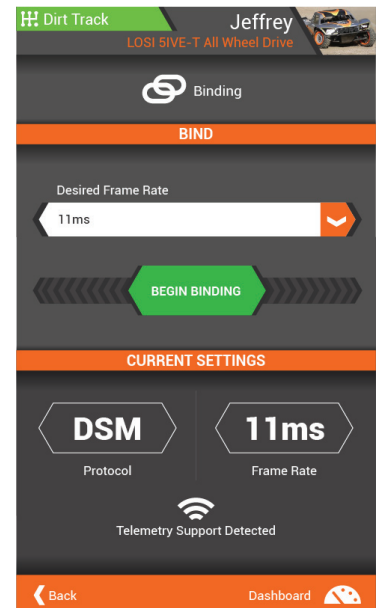 Dirt Track
Jeffrey
LOSI 5IVE-T All Wheel Drive
Binding
BIND
Desired Frame Rate
11ms
BEGIN BINDING
CURRENT SETTINGS
DSM
11ms
Protocol
Frame Rate
Telemetry Support Detected
Back
Dashboard